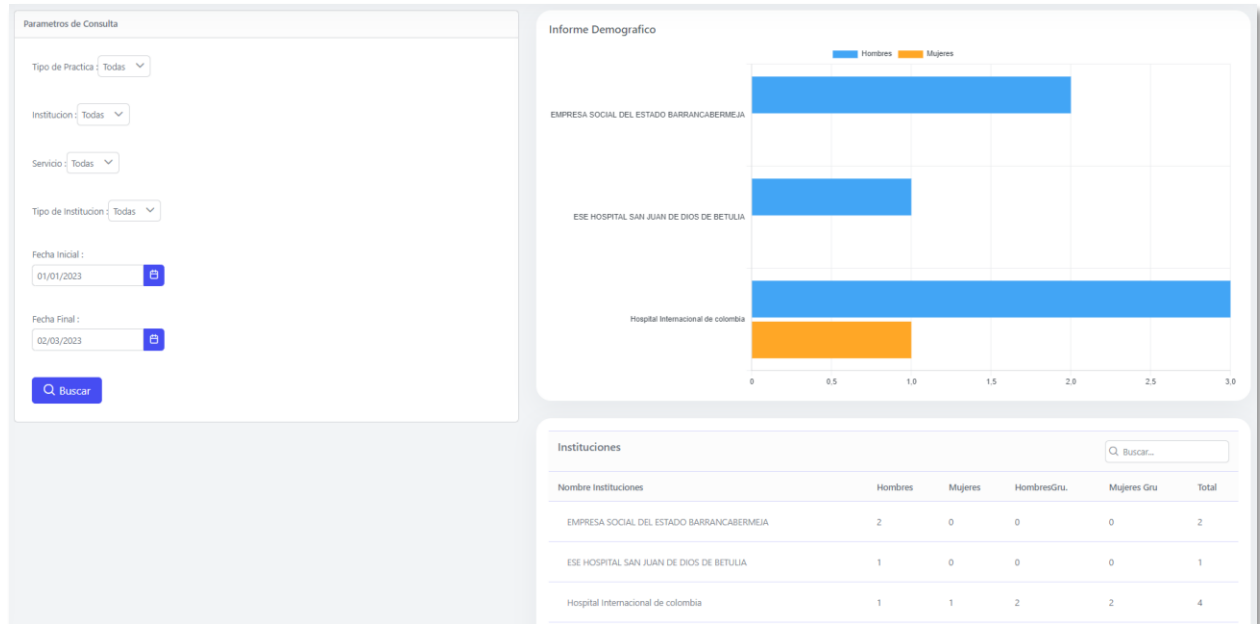 Parametros de Consulta
Tipo de Practica : Todas
Institucion : Todas
Servicio : Todas
Tipo de Institucion : Todas
Fecha Inicial :
01/01/2023
Fecha Final :
02/03/2023
Buscar
Informe Demografico
Hombres Mujeres
EMPRESA SOCIAL DEL ESTADO BARRANCABERMEJA
ESE HOSPITAL SAN JUAN DE DIOS DE BETULIA
Hospital Internacional de colombia
0 0,5 1,0 1,5 2,0 2,5 3,0
Instituciones Buscar...
Nombre Instituciones Hombres Mujeres HombresGru. Mujeres Gru Total
EMPRESA SOCIAL DEL ESTADO BARRANCABERMEJA 2 0 0 0 2
ESE HOSPITAL SAN JUAN DE DIOS DE BETULIA 1 0 0 0 1
Hospital Internacional de colombia 1 1 2 2 4